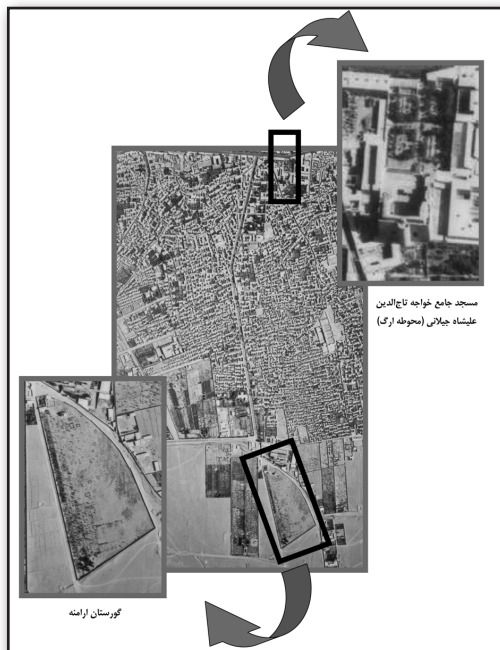 مسجد جامع خواجه تاج‌الدین
علیشاه جیلانی (محوطه ارگ)
گورستان ارامنه